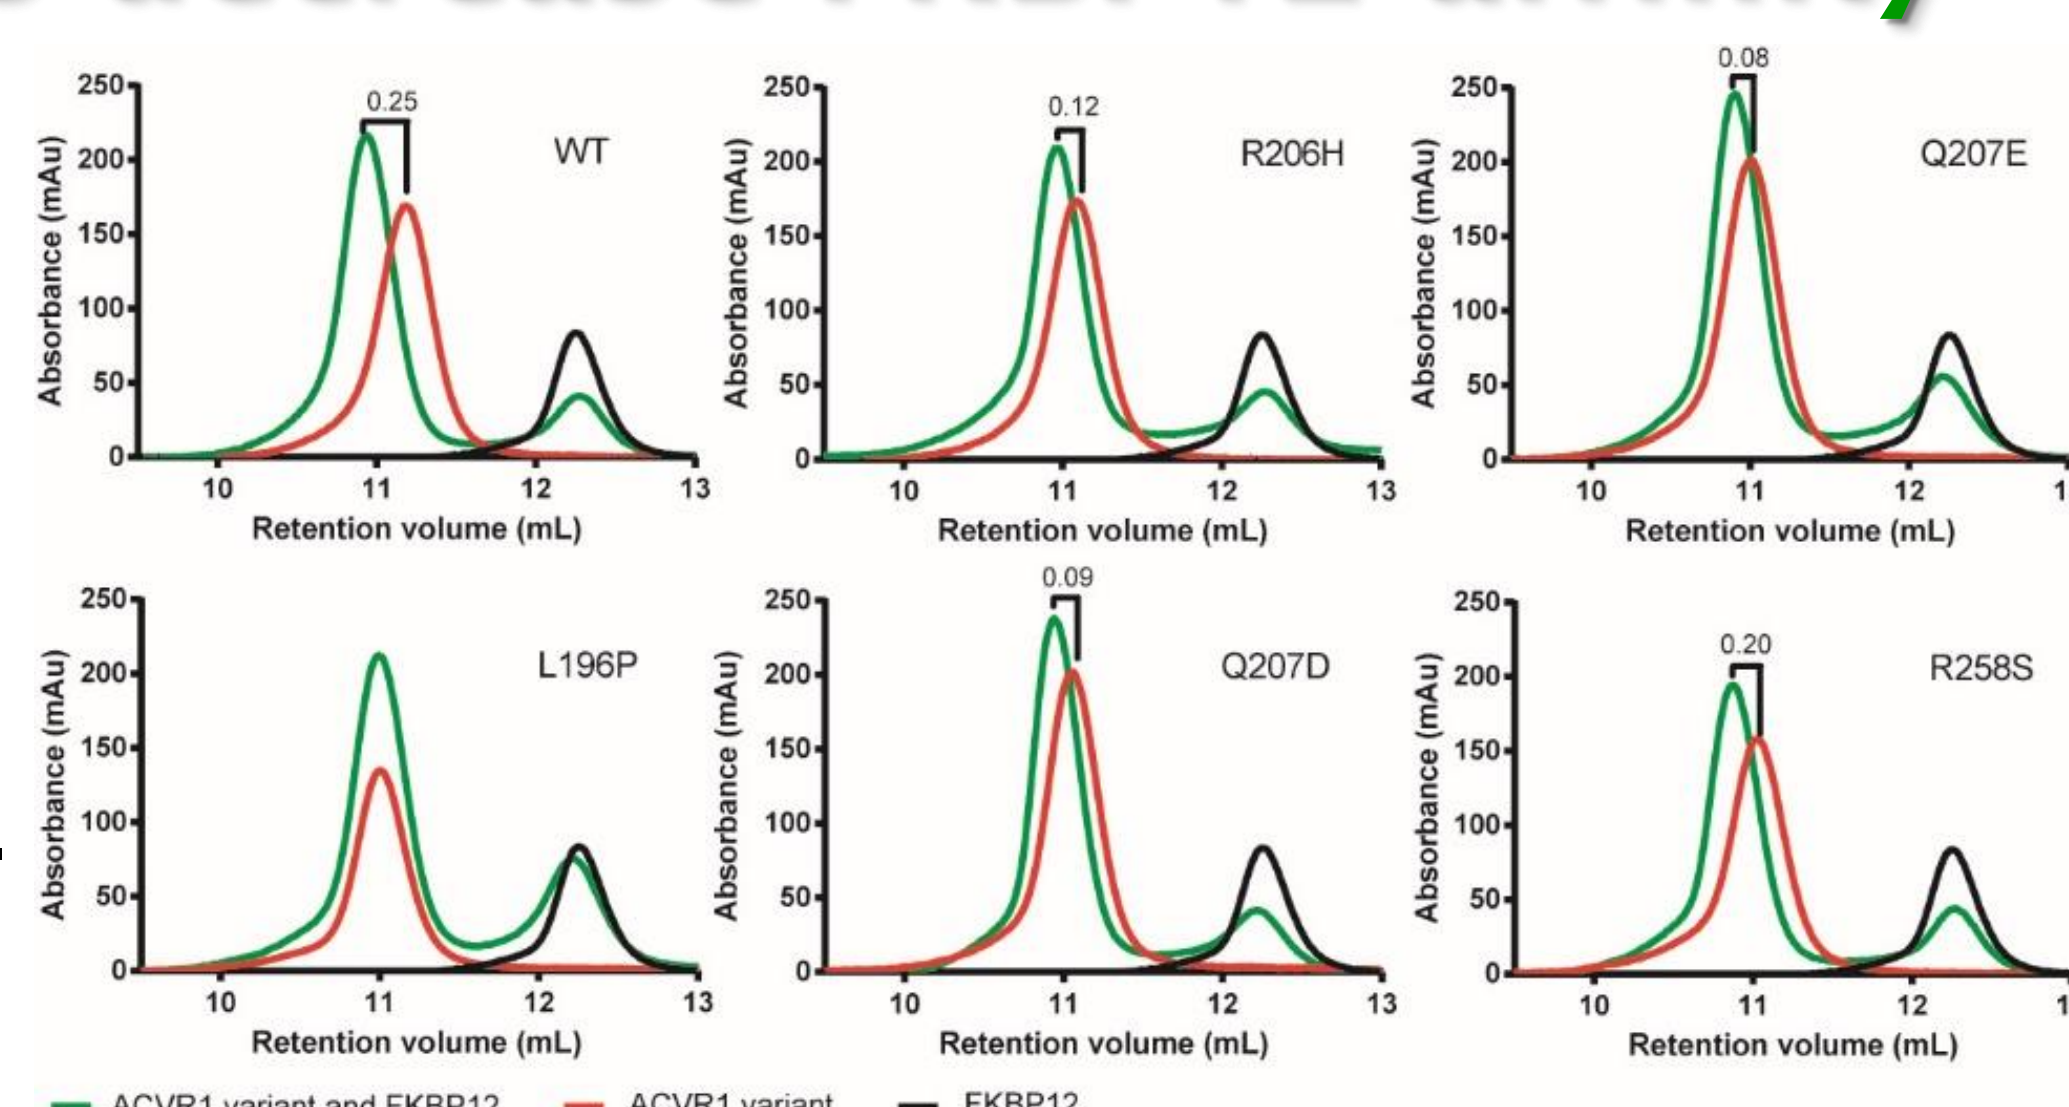 0.25
WT
250
200
150
100
50
0
10 11 12 13
Absorbance (mAu)
Retention volume (mL)
0.12
R206H
250
200
150
100
50
0
10 11 12 13
Absorbance (mAu)
Retention volume (mL)
0.08
Q207E
250
200
150
100
50
0
10 11 12
Absorbance (mAu)
Retention volume (mL)
L196P
250
200
150
100
50
0
10 11 12 13
Absorbance (mAu)
Retention volume (mL)
0.09
Q207D
250
200
150
100
50
0
10 11 12 13
Absorbance (mAu)
Retention volume (mL)
0.20
R258S
250
200
150
100
50
0
10 11 12
Absorbance (mAu)
Retention volume (mL)
ACVR1 variant and FKBP12 ACVR1 variant FKBP12